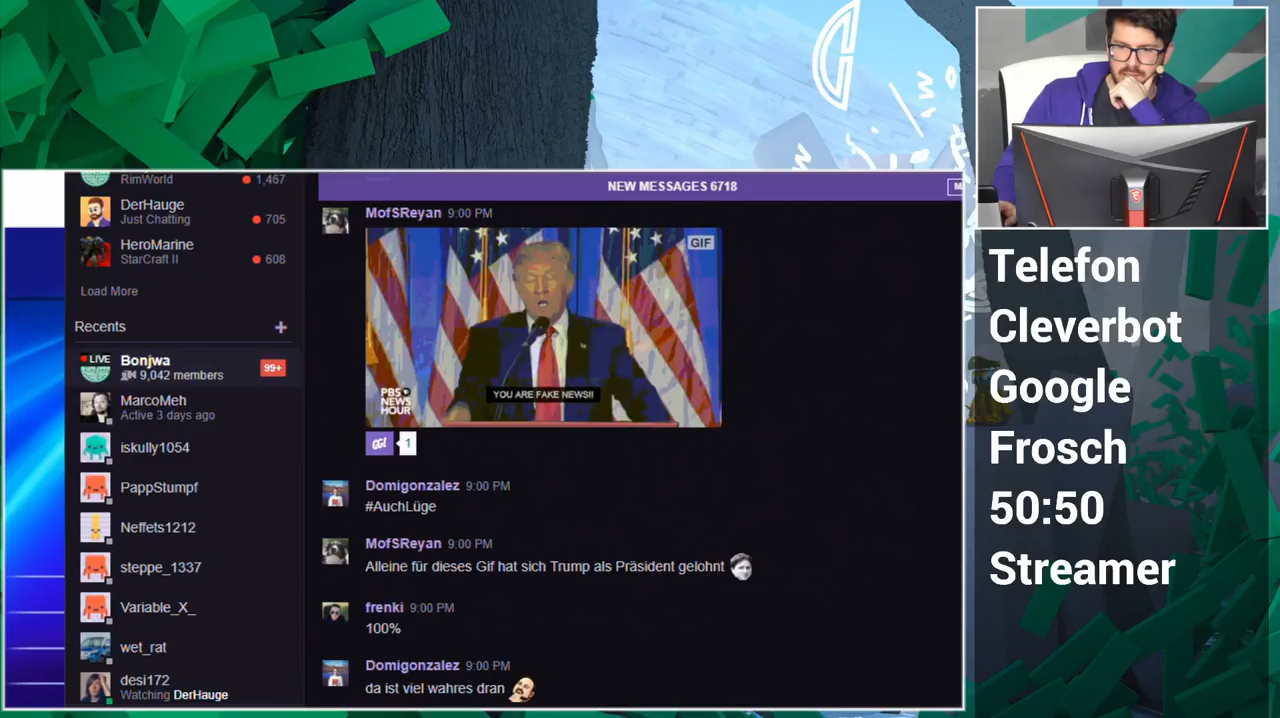 RimWorld
1,467
DerHauge
Just Chatting
705
HeroMarine
StarCraft II
608
Load More
Recents
+
LIVE
Bonjwa
9,042 members
99+
MarcoMeh
Active 3 days ago
iskully1054
PappStumpf
Neffets1212
steppe_1337
Variable_X_
wet_rat
desi172
Watching DerHauge
NEW MESSAGES 6718
M
MofSReyan 9:00 PM
GIF
PBS
NEWS
HOUR
YOU ARE FAKE NEWS!!
GG!
1
Domigonzalez 9:00 PM
#AuchLüge
MofSReyan 9:00 PM
Alleine für dieses Gif hat sich Trump als Präsident gelohnt
frenki 9:00 PM
100%
Domigonzalez 9:00 PM
da ist viel wahres dran
Telefon
Cleverbot
Google
Frosch
50:50
Streamer